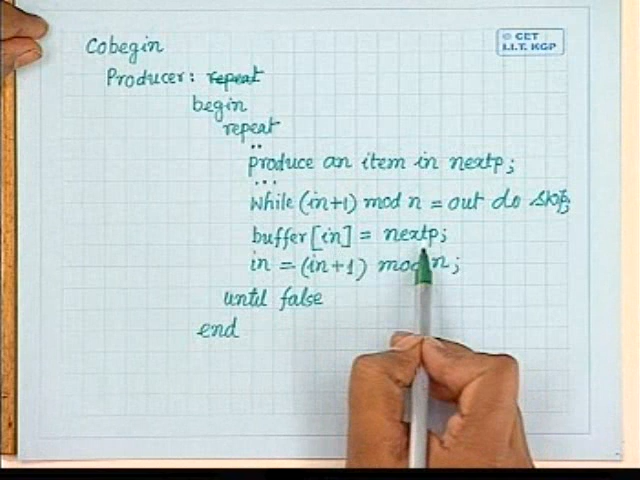 © CET
I.I.T. KGP
Cobegin
Producer: repeat
begin
repeat
..
produce an item in nextp;
...
while (in+1) mod n = out do skip;
buffer[in] = nextp;
in = (in+1) mod n;
until false
end